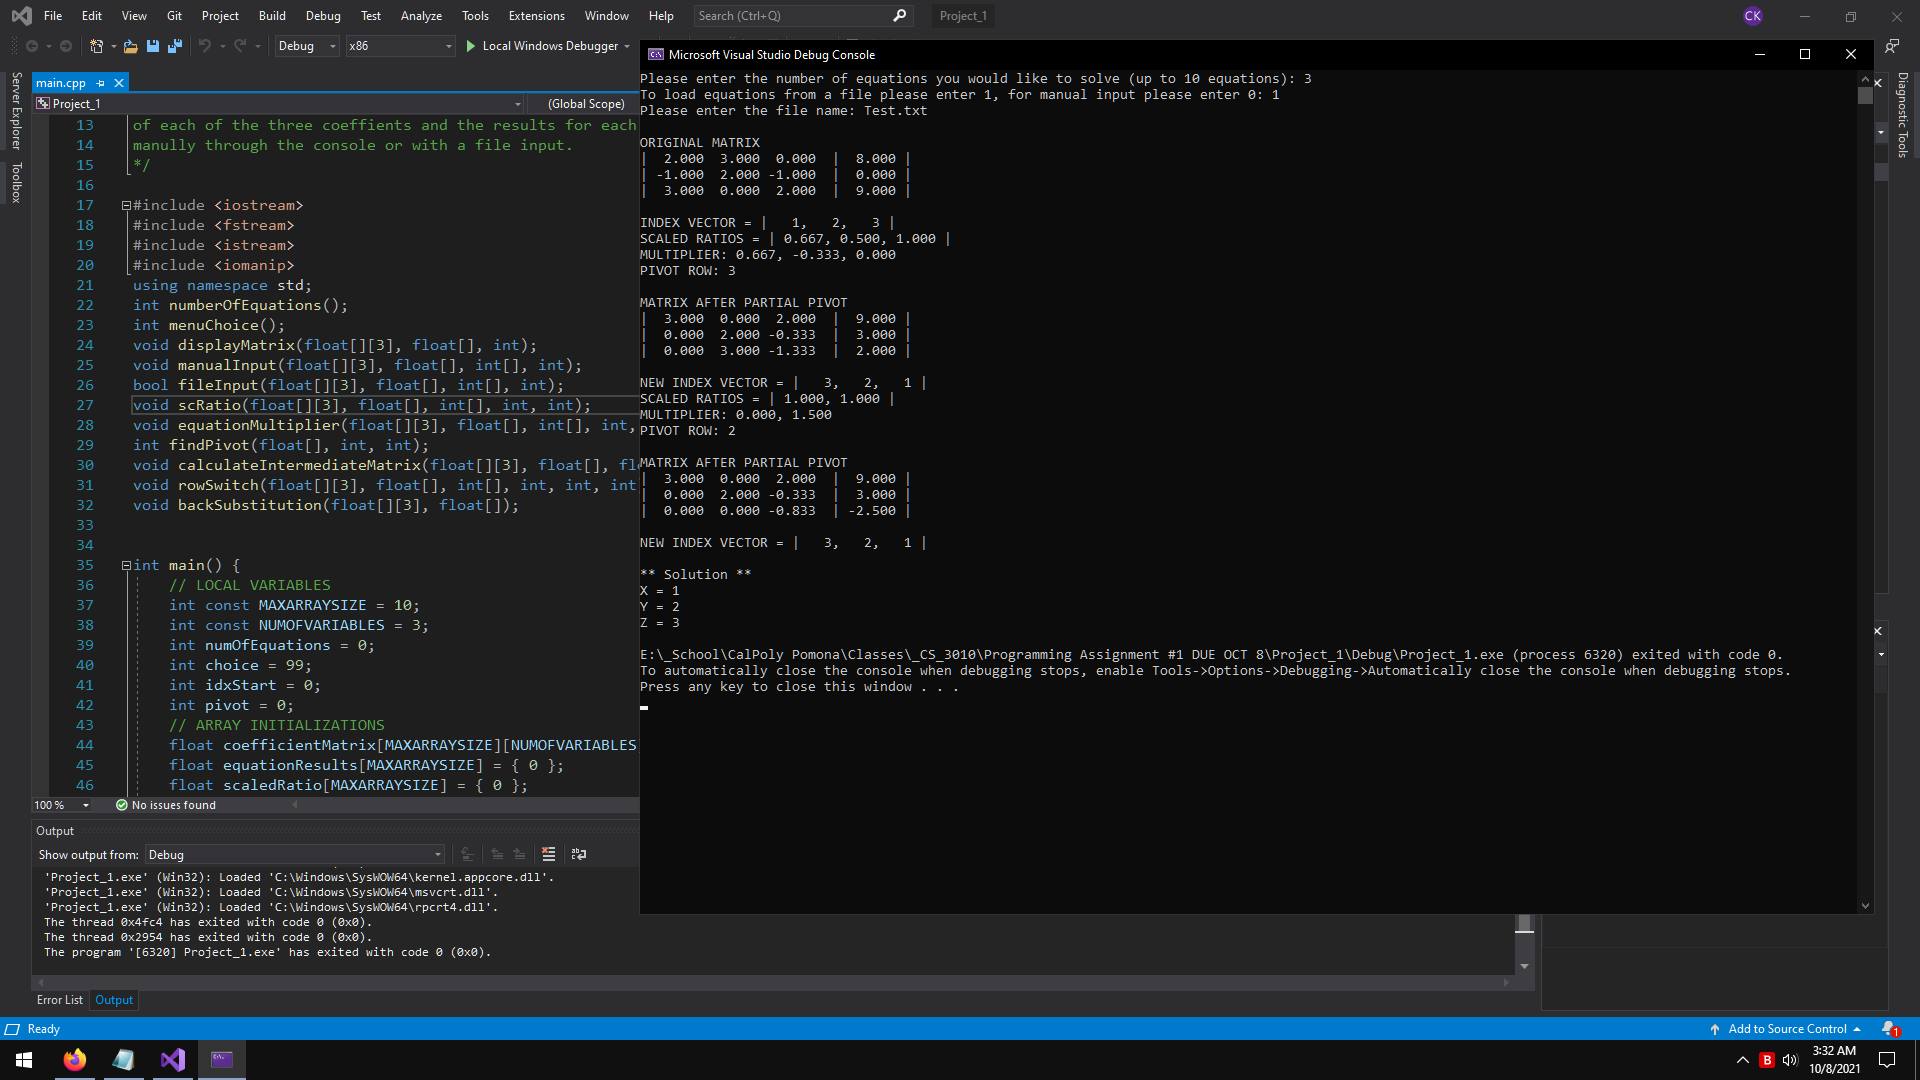 File Edit View Git Project Build Debug Test Analyze Tools Extensions Window Help Search (Ctrl+Q) Project_1 CK
Debug x86 Local Windows Debugger
main.cpp
Project_1 (Global Scope)
Server Explorer
Toolbox
13 of each of the three coeffients and the results for each
14 manully through the console or with a file input.
15 */
16
17 #include <iostream>
18 #include <fstream>
19 #include <istream>
20 #include <iomanip>
21 using namespace std;
22 int numberOfEquations();
23 int menuChoice();
24 void displayMatrix(float[][3], float[], int);
25 void manualInput(float[][3], float[], int[], int);
26 bool fileInput(float[][3], float[], int[], int);
27 void scRatio(float[][3], float[], int[], int, int);
28 void equationMultiplier(float[][3], float[], int[], int,
29 int findPivot(float[], int, int);
30 void calculateIntermediateMatrix(float[][3], float[], fl
31 void rowSwitch(float[][3], float[], int[], int, int, int
32 void backSubstitution(float[][3], float[]);
33
34
35 int main() {
36 // LOCAL VARIABLES
37 int const MAXARRAYSIZE = 10;
38 int const NUMOFVARIABLES = 3;
39 int numOfEquations = 0;
40 int choice = 99;
41 int idxStart = 0;
42 int pivot = 0;
43 // ARRAY INITIALIZATIONS
44 float coefficientMatrix[MAXARRAYSIZE][NUMOFVARIABLES
45 float equationResults[MAXARRAYSIZE] = { 0 };
46 float scaledRatio[MAXARRAYSIZE] = { 0 };
100 % No issues found
Microsoft Visual Studio Debug Console
Please enter the number of equations you would like to solve (up to 10 equations): 3
To load equations from a file please enter 1, for manual input please enter 0: 1
Please enter the file name: Test.txt
ORIGINAL MATRIX
| 2.000 3.000 0.000 | 8.000 |
| -1.000 2.000 -1.000 | 0.000 |
| 3.000 0.000 2.000 | 9.000 |
INDEX VECTOR = | 1, 2, 3 |
SCALED RATIOS = | 0.667, 0.500, 1.000 |
MULTIPLIER: 0.667, -0.333, 0.000
PIVOT ROW: 3
MATRIX AFTER PARTIAL PIVOT
| 3.000 0.000 2.000 | 9.000 |
| 0.000 2.000 -0.333 | 3.000 |
| 0.000 3.000 -1.333 | 2.000 |
NEW INDEX VECTOR = | 3, 2, 1 |
SCALED RATIOS = | 1.000, 1.000 |
MULTIPLIER: 0.000, 1.500
PIVOT ROW: 2
MATRIX AFTER PARTIAL PIVOT
| 3.000 0.000 2.000 | 9.000 |
| 0.000 2.000 -0.333 | 3.000 |
| 0.000 0.000 -0.833 | -2.500 |
NEW INDEX VECTOR = | 3, 2, 1 |
** Solution **
X = 1
Y = 2
Z = 3
E:\_School\CalPoly Pomona\Classes\_CS_3010\Programming Assignment #1 DUE OCT 8\Project_1\Debug\Project_1.exe (process 6320) exited with code 0.
To automatically close the console when debugging stops, enable Tools->Options->Debugging->Automatically close the console when debugging stops.
Press any key to close this window . . .
Diagnostic Tools
Output
Show output from: Debug
'Project_1.exe' (Win32): Loaded 'C:\Windows\SysWOW64\kernel.appcore.dll'.
'Project_1.exe' (Win32): Loaded 'C:\Windows\SysWOW64\msvcrt.dll'.
'Project_1.exe' (Win32): Loaded 'C:\Windows\SysWOW64\rpcrt4.dll'.
The thread 0x4fc4 has exited with code 0 (0x0).
The thread 0x2954 has exited with code 0 (0x0).
The program '[6320] Project_1.exe' has exited with code 0 (0x0).
Error List Output
Ready Add to Source Control 1
B 3:32 AM
10/8/2021